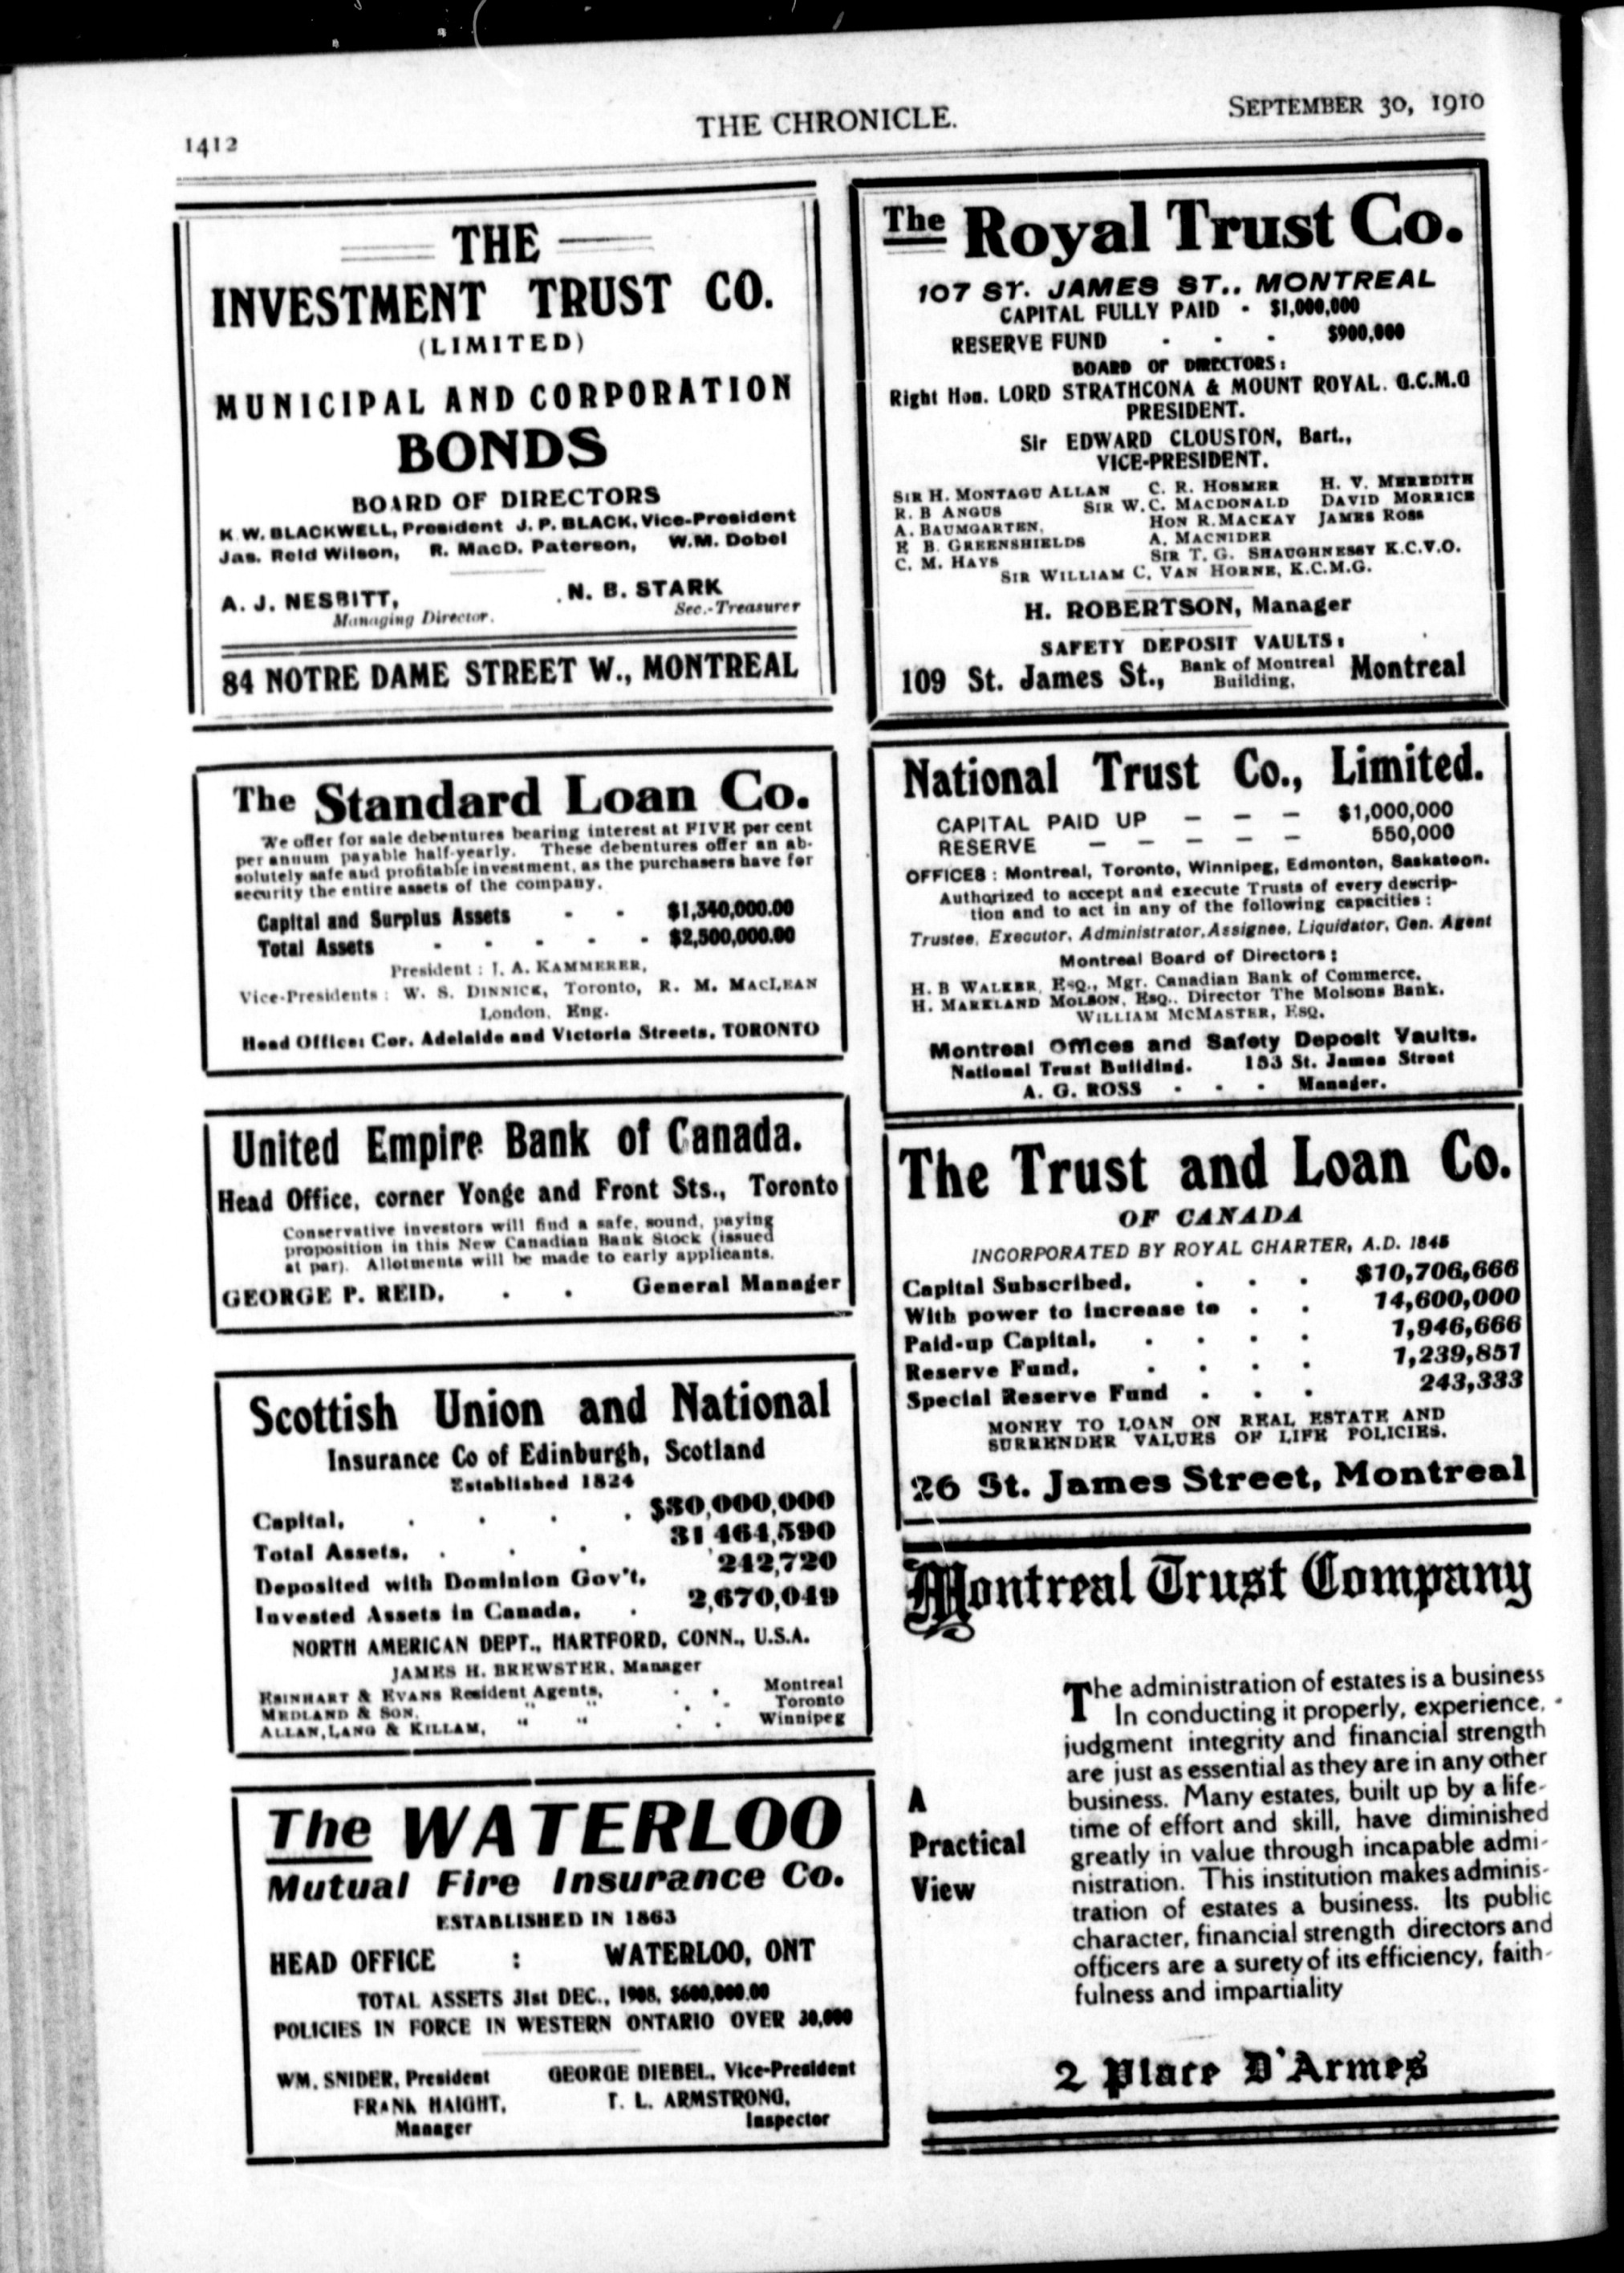 1412
THE CHRONICLE.
SEPTEMBER 30, 1910
THE
INVESTMENT TRUST CO.
(LIMITED)
MUNICIPAL AND CORPORATION
BONDS
BOARD OF DIRECTORS
K. W. BLACKWELL, President J. P. BLACK, Vice-President
Jas. Reid Wilson, R. MacD. Paterson, W.M. Dobel
A. J. NESBITT, N. B. STARK
Managing Director. Sec.-Treasurer
84 NOTRE DAME STREET W., MONTREAL
The Standard Loan Co.
We offer for sale debentures bearing interest at FIVE per cent
per annum payable half-yearly. These debentures offer an ab-
solutely safe and profitable investment, as the purchasers have for
security the entire assets of the company.
Capital and Surplus Assets - - $1,340,000.00
Total Assets - - - - - $2,500,000.00
President : J. A. KAMMERER,
Vice-Presidents : W. S. DINNICK, Toronto, R. M. MACLEAN
London, Eng.
Head Office: Cor. Adelaide and Victoria Streets, TORONTO
United Empire Bank of Canada.
Head Office, corner Yonge and Front Sts., Toronto
Conservative investors will find a safe, sound, paying
proposition in this New Canadian Bank Stock (issued
at par). Allotments will be made to early applicants.
GEORGE P. REID, . . General Manager
Scottish Union and National
Insurance Co of Edinburgh, Scotland
Established 1824
Capital, . . . . $30,000,000
Total Assets, . . . 31 464,590
Deposited with Dominion Gov't, 242,720
Invested Assets in Canada, . 2,670,049
NORTH AMERICAN DEPT., HARTFORD, CONN., U.S.A.
JAMES H. BREWSTER, Manager
ESINHART & EVANS Resident Agents, . . Montreal
MEDLAND & SON, " " . . Toronto
ALLAN, LANG & KILLAM, " " . . Winnipeg
The WATERLOO
Mutual Fire Insurance Co.
ESTABLISHED IN 1863
HEAD OFFICE : WATERLOO, ONT
TOTAL ASSETS 31st DEC., 1908, $600,000.00
POLICIES IN FORCE IN WESTERN ONTARIO OVER 30,000
WM. SNIDER, President GEORGE DIEBEL, Vice-President
FRANK HAIGHT, T. L. ARMSTRONG,
Manager Inspector
The Royal Trust Co.
107 ST. JAMES ST., MONTREAL
CAPITAL FULLY PAID - $1,000,000
RESERVE FUND - - - $900,000
BOARD OF DIRECTORS:
Right Hon. LORD STRATHCONA & MOUNT ROYAL. G.C.M.G
PRESIDENT.
Sir EDWARD CLOUSTON, Bart.,
VICE-PRESIDENT.
SIR H. MONTAGU ALLAN C. R. HOSMER H. V. MEREDITH
R. B ANGUS SIR W. C. MACDONALD DAVID MORRICE
A. BAUMGARTEN, HON R. MACKAY JAMES ROSS
E B. GREENSHIELDS A. MACNIDER
C. M. HAYS SIR T. G. SHAUGHNESSY K.C.V.O.
SIR WILLIAM C. VAN HORNE, K.C.M.G.
H. ROBERTSON, Manager
SAFETY DEPOSIT VAULTS:
109 St. James St., Bank of Montreal Building, Montreal
National Trust Co., Limited.
CAPITAL PAID UP - - - $1,000,000
RESERVE - - - - - 550,000
OFFICES : Montreal, Toronto, Winnipeg, Edmonton, Saskatoon.
Authorized to accept and execute Trusts of every descrip-
tion and to act in any of the following capacities :
Trustee, Executor, Administrator, Assignee, Liquidator, Gen. Agent
Montreal Board of Directors :
H. B WALKER, ESQ., Mgr. Canadian Bank of Commerce.
H. MARKLAND MOLSON, ESQ., Director The Molsons Bank.
WILLIAM MCMASTER, ESQ.
Montreal Offices and Safety Deposit Vaults.
National Trust Building. 153 St. James Street
A. G. ROSS - - - Manager.
The Trust and Loan Co.
OF CANADA
INCORPORATED BY ROYAL CHARTER, A.D. 1845
Capital Subscribed, . . . $10,706,666
With power to increase to . . 14,600,000
Paid-up Capital, . . . . 1,946,666
Reserve Fund, . . . . 1,239,851
Special Reserve Fund . . . 243,333
MONEY TO LOAN ON REAL ESTATE AND
SURRENDER VALUES OF LIFE POLICIES.
26 St. James Street, Montreal
Montreal Trust Company
A
Practical
View
The administration of estates is a business
In conducting it properly, experience,
judgment integrity and financial strength
are just as essential as they are in any other
business. Many estates, built up by a life-
time of effort and skill, have diminished
greatly in value through incapable admi-
nistration. This institution makes adminis-
tration of estates a business. Its public
character, financial strength directors and
officers are a surety of its efficiency, faith-
fulness and impartiality
2 Place D'Armes